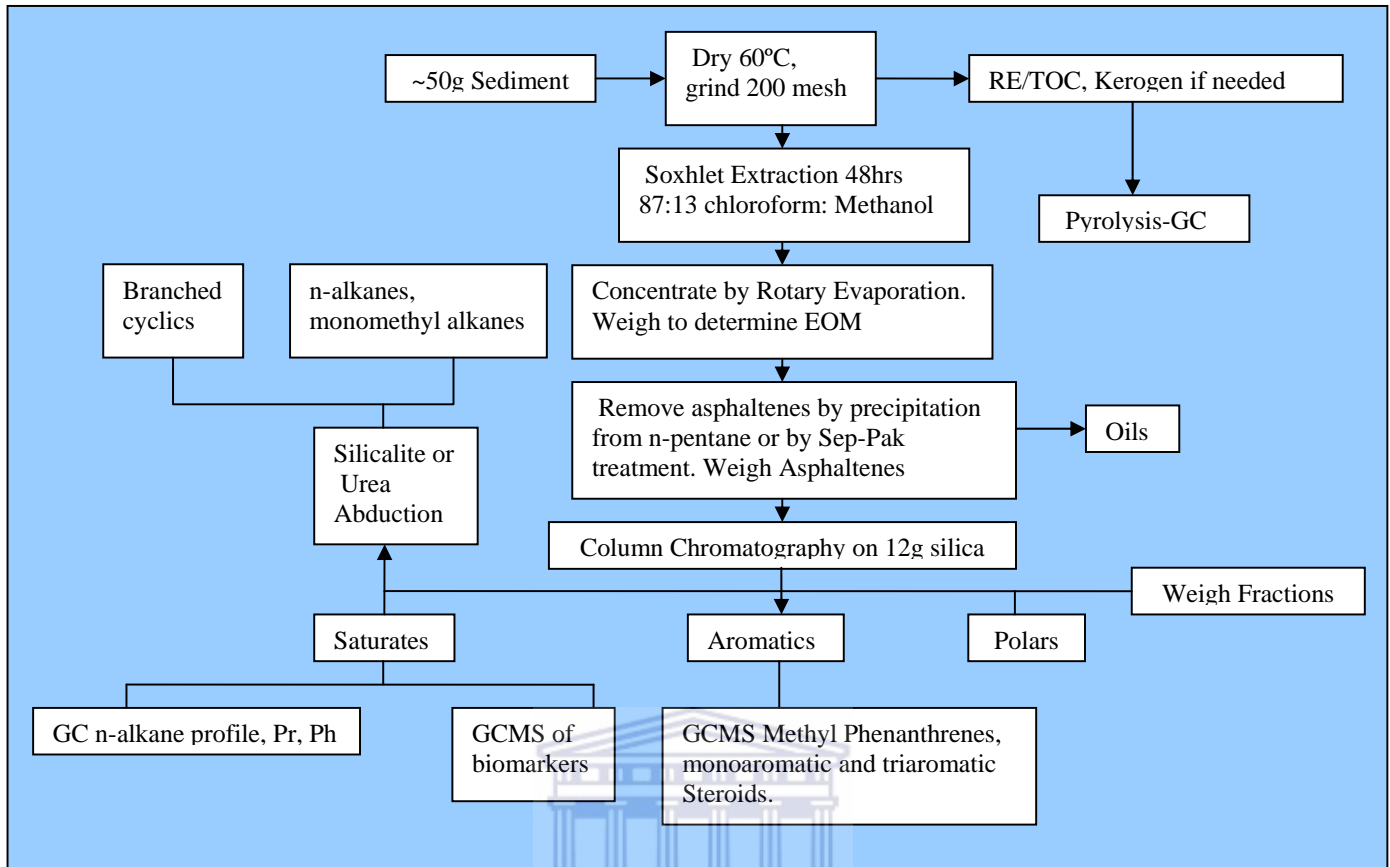 ~50g Sediment
Dry 60ºC,
grind 200 mesh
RE/TOC, Kerogen if needed
Soxhlet Extraction 48hrs
87:13 chloroform: Methanol
Pyrolysis-GC
Branched
cyclics
n-alkanes,
monomethyl alkanes
Concentrate by Rotary Evaporation.
Weigh to determine EOM
Remove asphaltenes by precipitation
from n-pentane or by Sep-Pak
treatment. Weigh Asphaltenes
Oils
Silicalite or
Urea
Abduction
Column Chromatography on 12g silica
Weigh Fractions
Saturates
Aromatics
Polars
GC n-alkane profile, Pr, Ph
GCMS of
biomarkers
GCMS Methyl Phenanthrenes,
monoaromatic and triaromatic
Steroids.